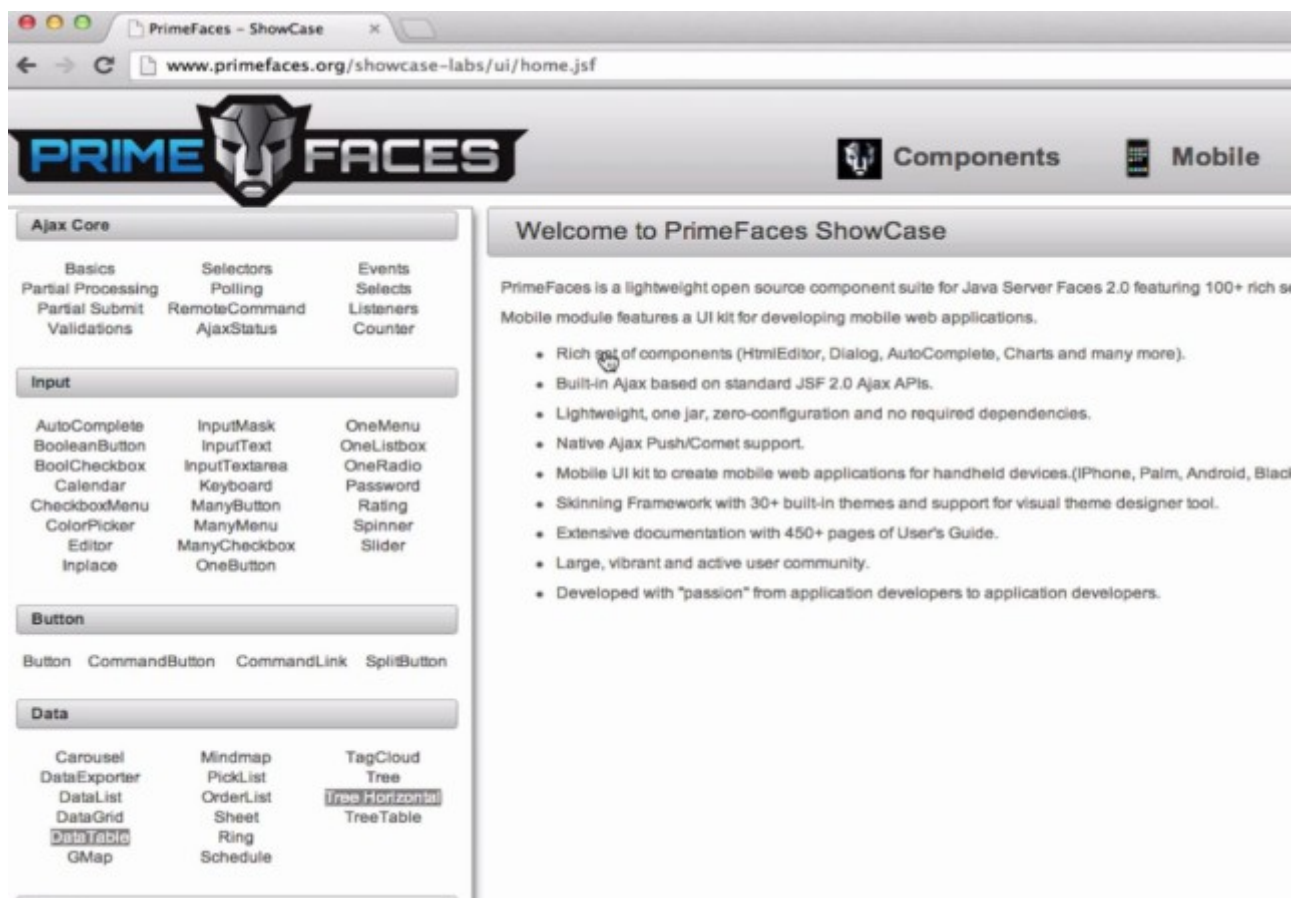 PrimeFaces – ShowCase
www.primefaces.org/showcase-labs/ui/home.jsf
PRIME FACES
Components Mobile
Ajax Core
Basics Selectors Events
Partial Processing Polling Selects
Partial Submit RemoteCommand Listeners
Validations AjaxStatus Counter
Input
AutoComplete InputMask OneMenu
BooleanButton InputText OneListbox
BoolCheckbox InputTextarea OneRadio
Calendar Keyboard Password
CheckboxMenu ManyButton Rating
ColorPicker ManyMenu Spinner
Editor ManyCheckbox Slider
Inplace OneButton
Button
Button CommandButton CommandLink SplitButton
Data
Carousel Mindmap TagCloud
DataExporter PickList Tree
DataList OrderList Tree Horizontal
DataGrid Sheet TreeTable
DataTable Ring
GMap Schedule
Welcome to PrimeFaces ShowCase
PrimeFaces is a lightweight open source component suite for Java Server Faces 2.0 featuring 100+ rich
Mobile module features a UI kit for developing mobile web applications.
• Rich set of components (HtmlEditor, Dialog, AutoComplete, Charts and many more).
• Built-in Ajax based on standard JSF 2.0 Ajax APIs.
• Lightweight, one jar, zero-configuration and no required dependencies.
• Native Ajax Push/Comet support.
• Mobile UI kit to create mobile web applications for handheld devices.(IPhone, Palm, Android,
• Skinning Framework with 30+ built-in themes and support for visual theme designer tool.
• Extensive documentation with 450+ pages of User's Guide.
• Large, vibrant and active user community.
• Developed with "passion" from application developers to application developers.